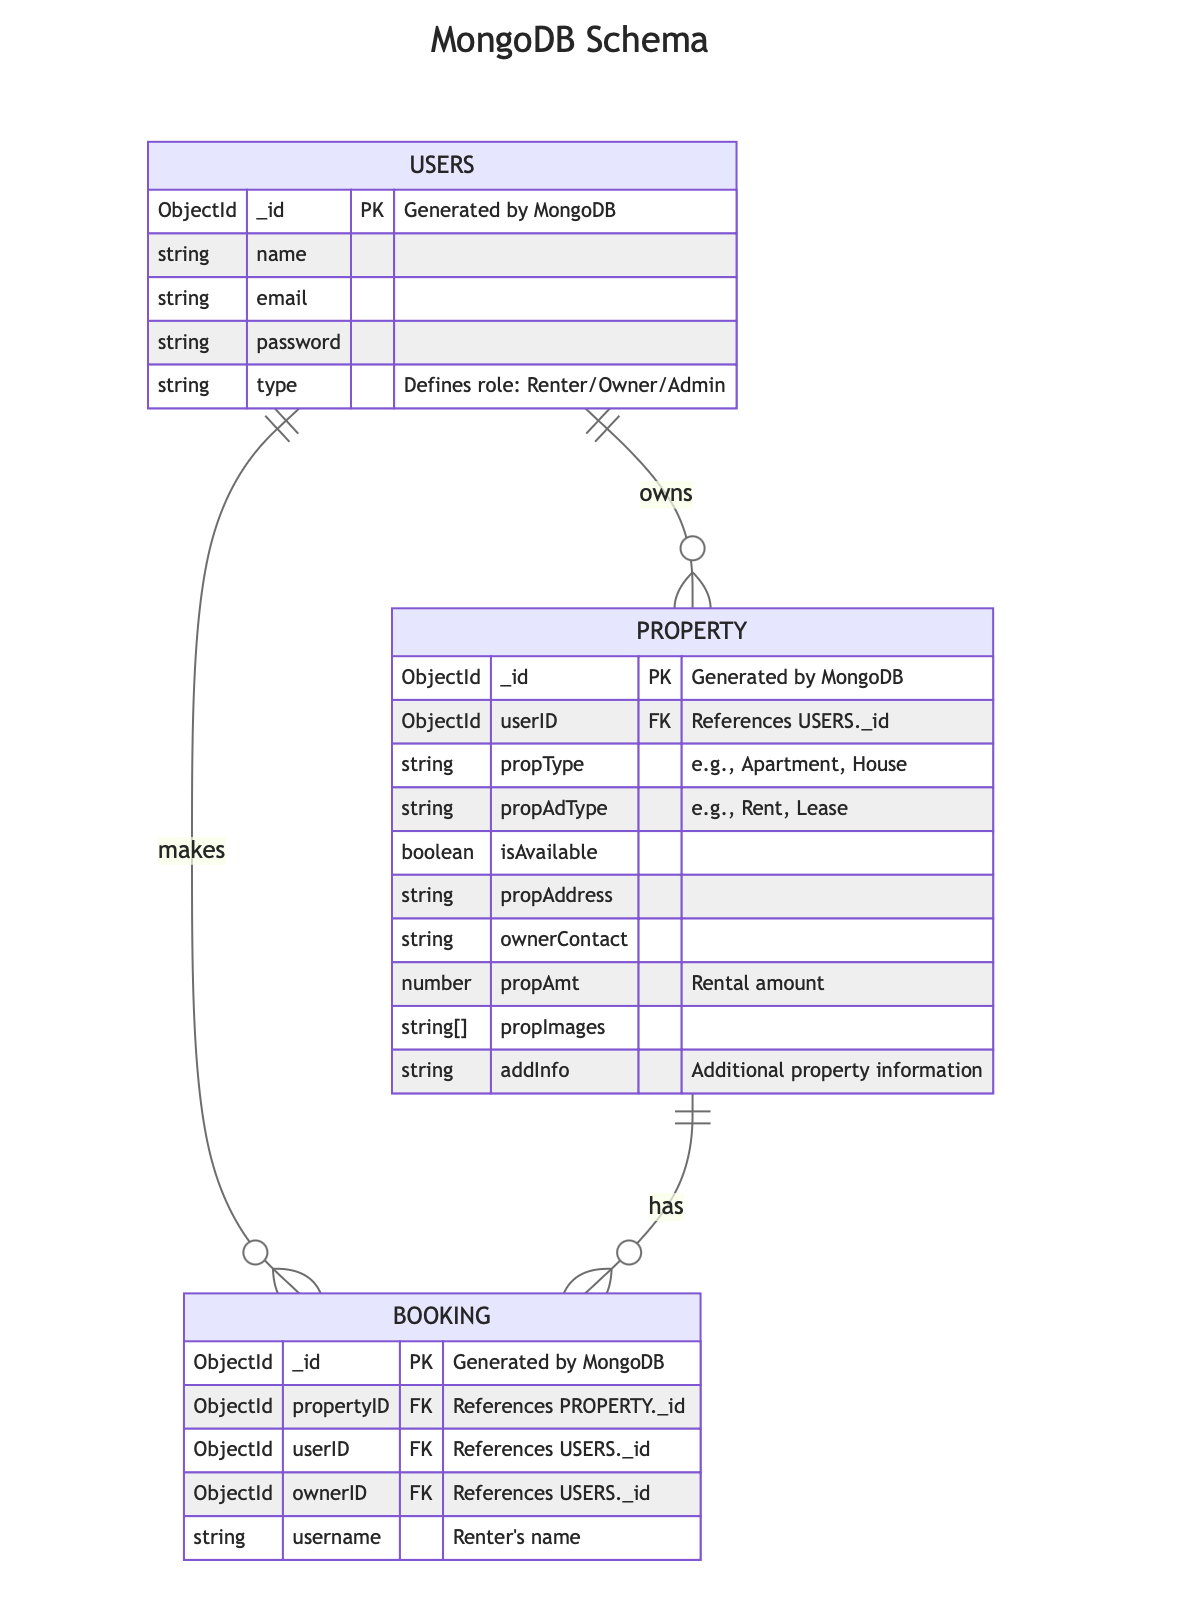 MongoDB Schema
USERS
ObjectId _id PK Generated by MongoDB
string name
string email
string password
string type Defines role: Renter/Owner/Admin
owns
PROPERTY
ObjectId _id PK Generated by MongoDB
ObjectId userID FK References USERS._id
string propType e.g., Apartment, House
string propAdType e.g., Rent, Lease
boolean isAvailable
makes
string propAddress
string ownerContact
number propAmt Rental amount
string[] propImages
string addInfo Additional property information
has
BOOKING
ObjectId _id PK Generated by MongoDB
ObjectId propertyID FK References PROPERTY._id
ObjectId userID FK References USERS._id
ObjectId ownerID FK References USERS._id
string username Renter's name